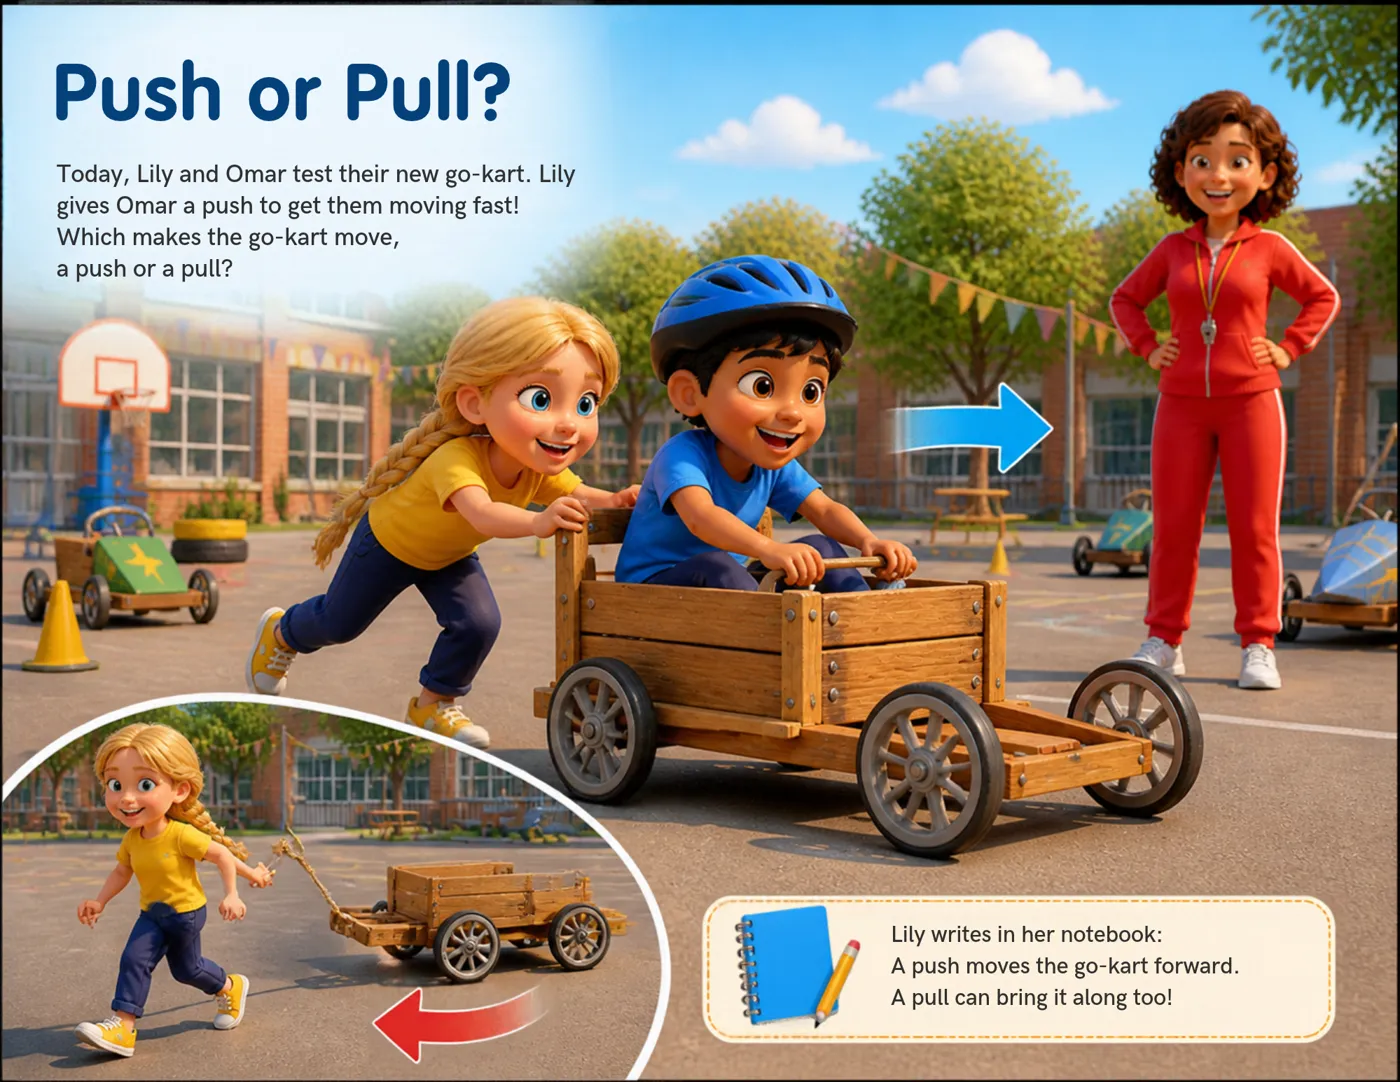 Push or Pull?
Today, Lily and Omar test their new go-kart. Lily
gives Omar a push to get them moving fast!
Which makes the go-kart move,
a push or a pull?
Lily writes in her notebook:
A push moves the go-kart forward.
A pull can bring it along too!